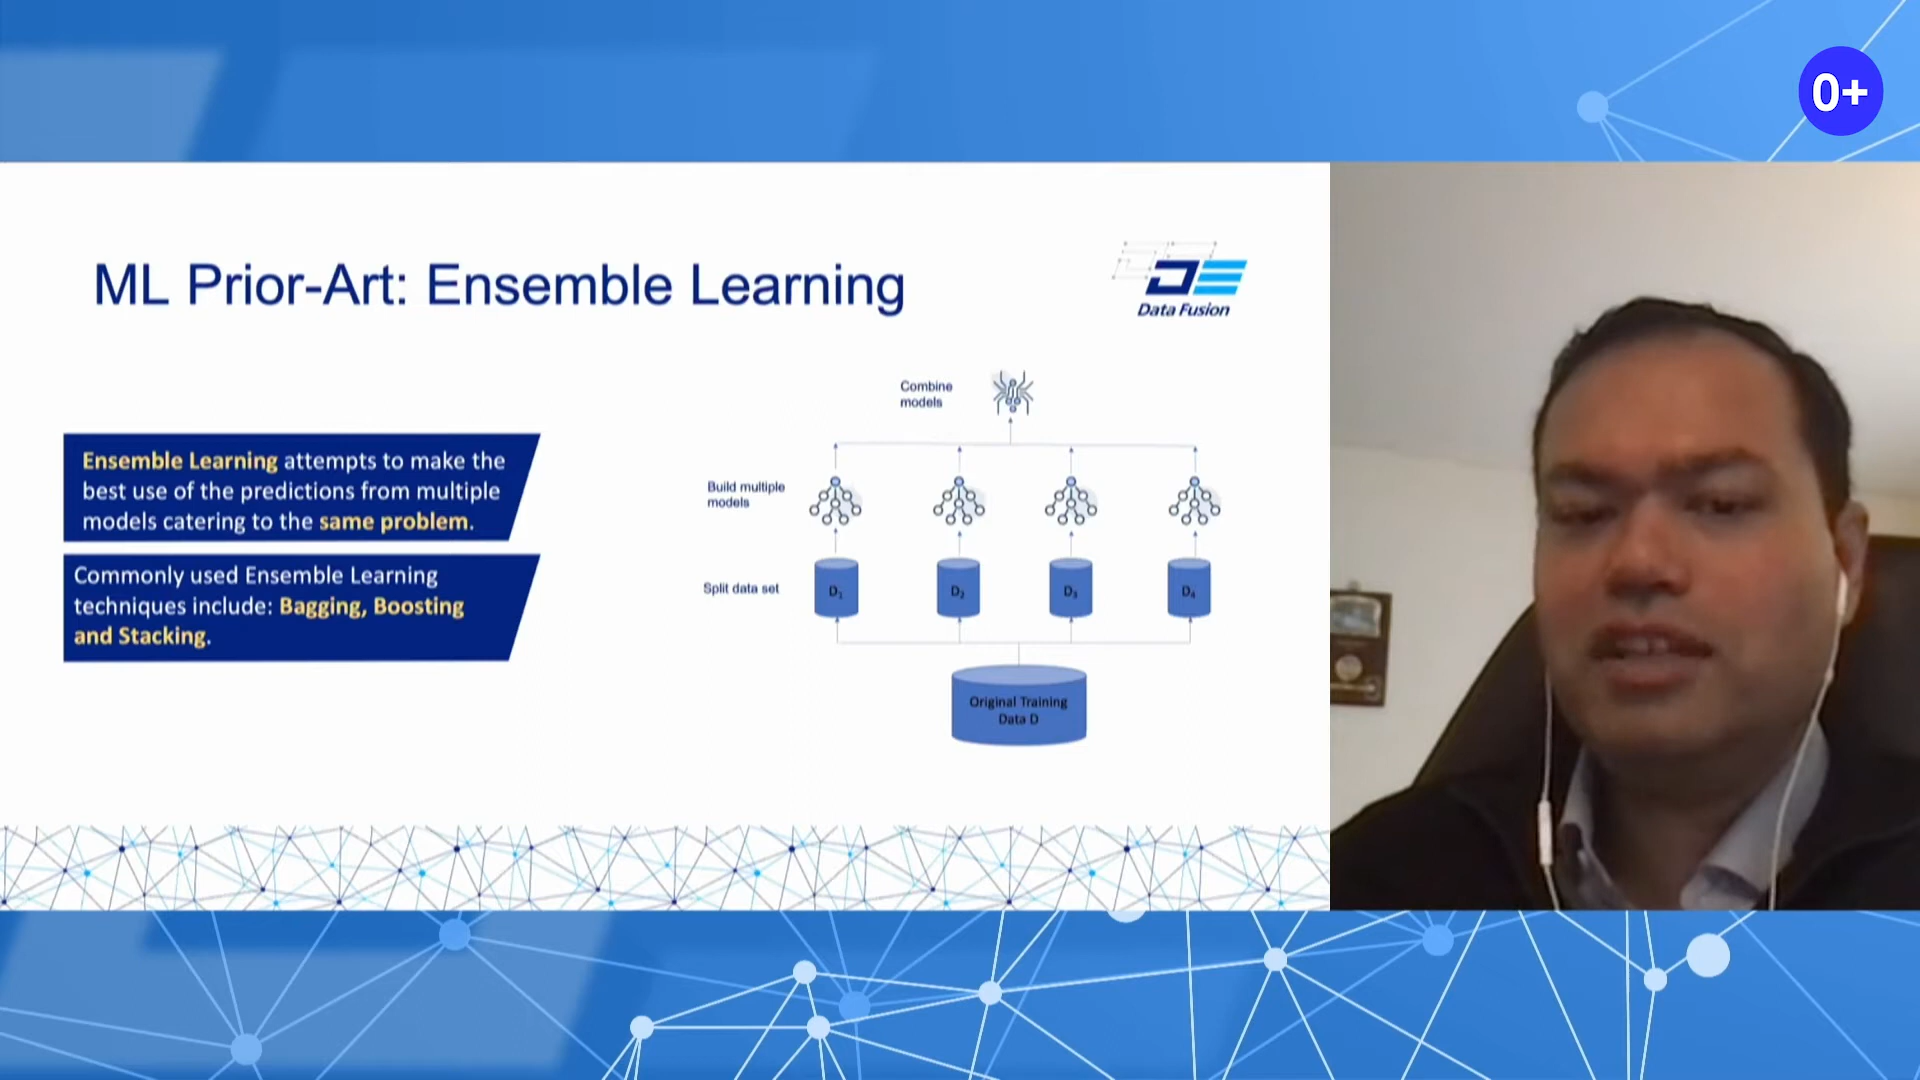 0+
ML Prior-Art: Ensemble Learning
Data Fusion
Ensemble Learning attempts to make the
best use of the predictions from multiple
models catering to the same problem.
Commonly used Ensemble Learning
techniques include: Bagging, Boosting
and Stacking.
Combine
models
Build multiple
models
Split data set
D₁
D₂
D₃
D₄
Original Training
Data D